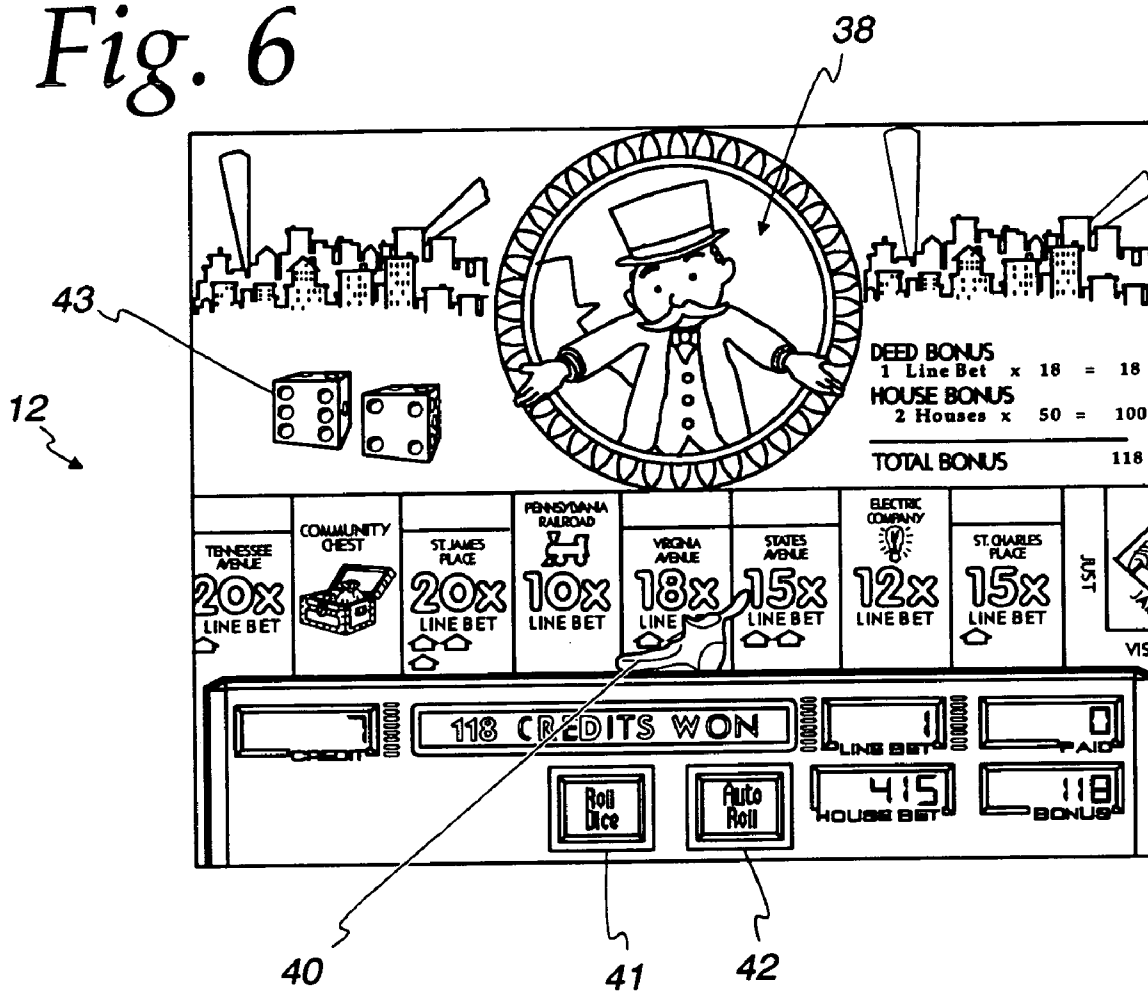 Fig. 6
38
43
12
DEED BONUS
1 Line Bet x 18 = 18
HOUSE BONUS
2 Houses x 50 = 100
TOTAL BONUS 118
TENNESSEE
AVENUE
20x
LINE BET
COMMUNITY
CHEST
ST. JAMES
PLACE
20x
LINE BET
PENNSYLVANIA
RAILROAD
10x
LINE BET
VIRGINIA
AVENUE
18x
LINE
STATES
AVENUE
15x
LINE BET
ELECTRIC
COMPANY
12x
LINE BET
ST. CHARLES
PLACE
15x
LINE BET
JUST
VIS
7
CREDIT
118 CREDITS WON
1
LINE BET
0
PAID
Roll
Dice
Auto
Roll
415
HOUSE BET
118
BONUS
40
41
42